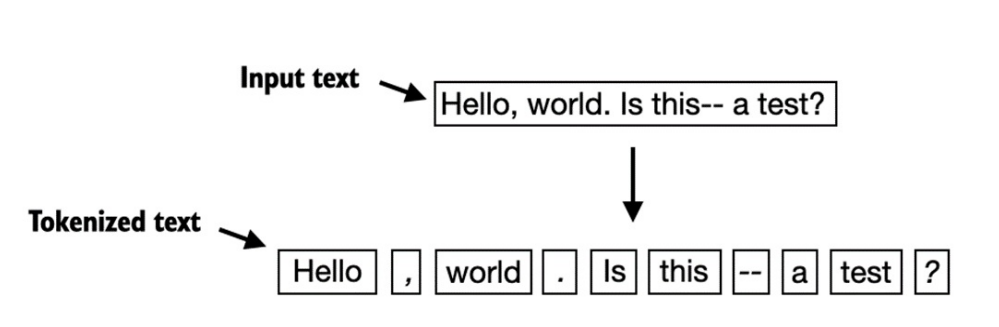 Input text
Hello, world. Is this-- a test?
Tokenized text
Hello , world . Is this -- a test ?